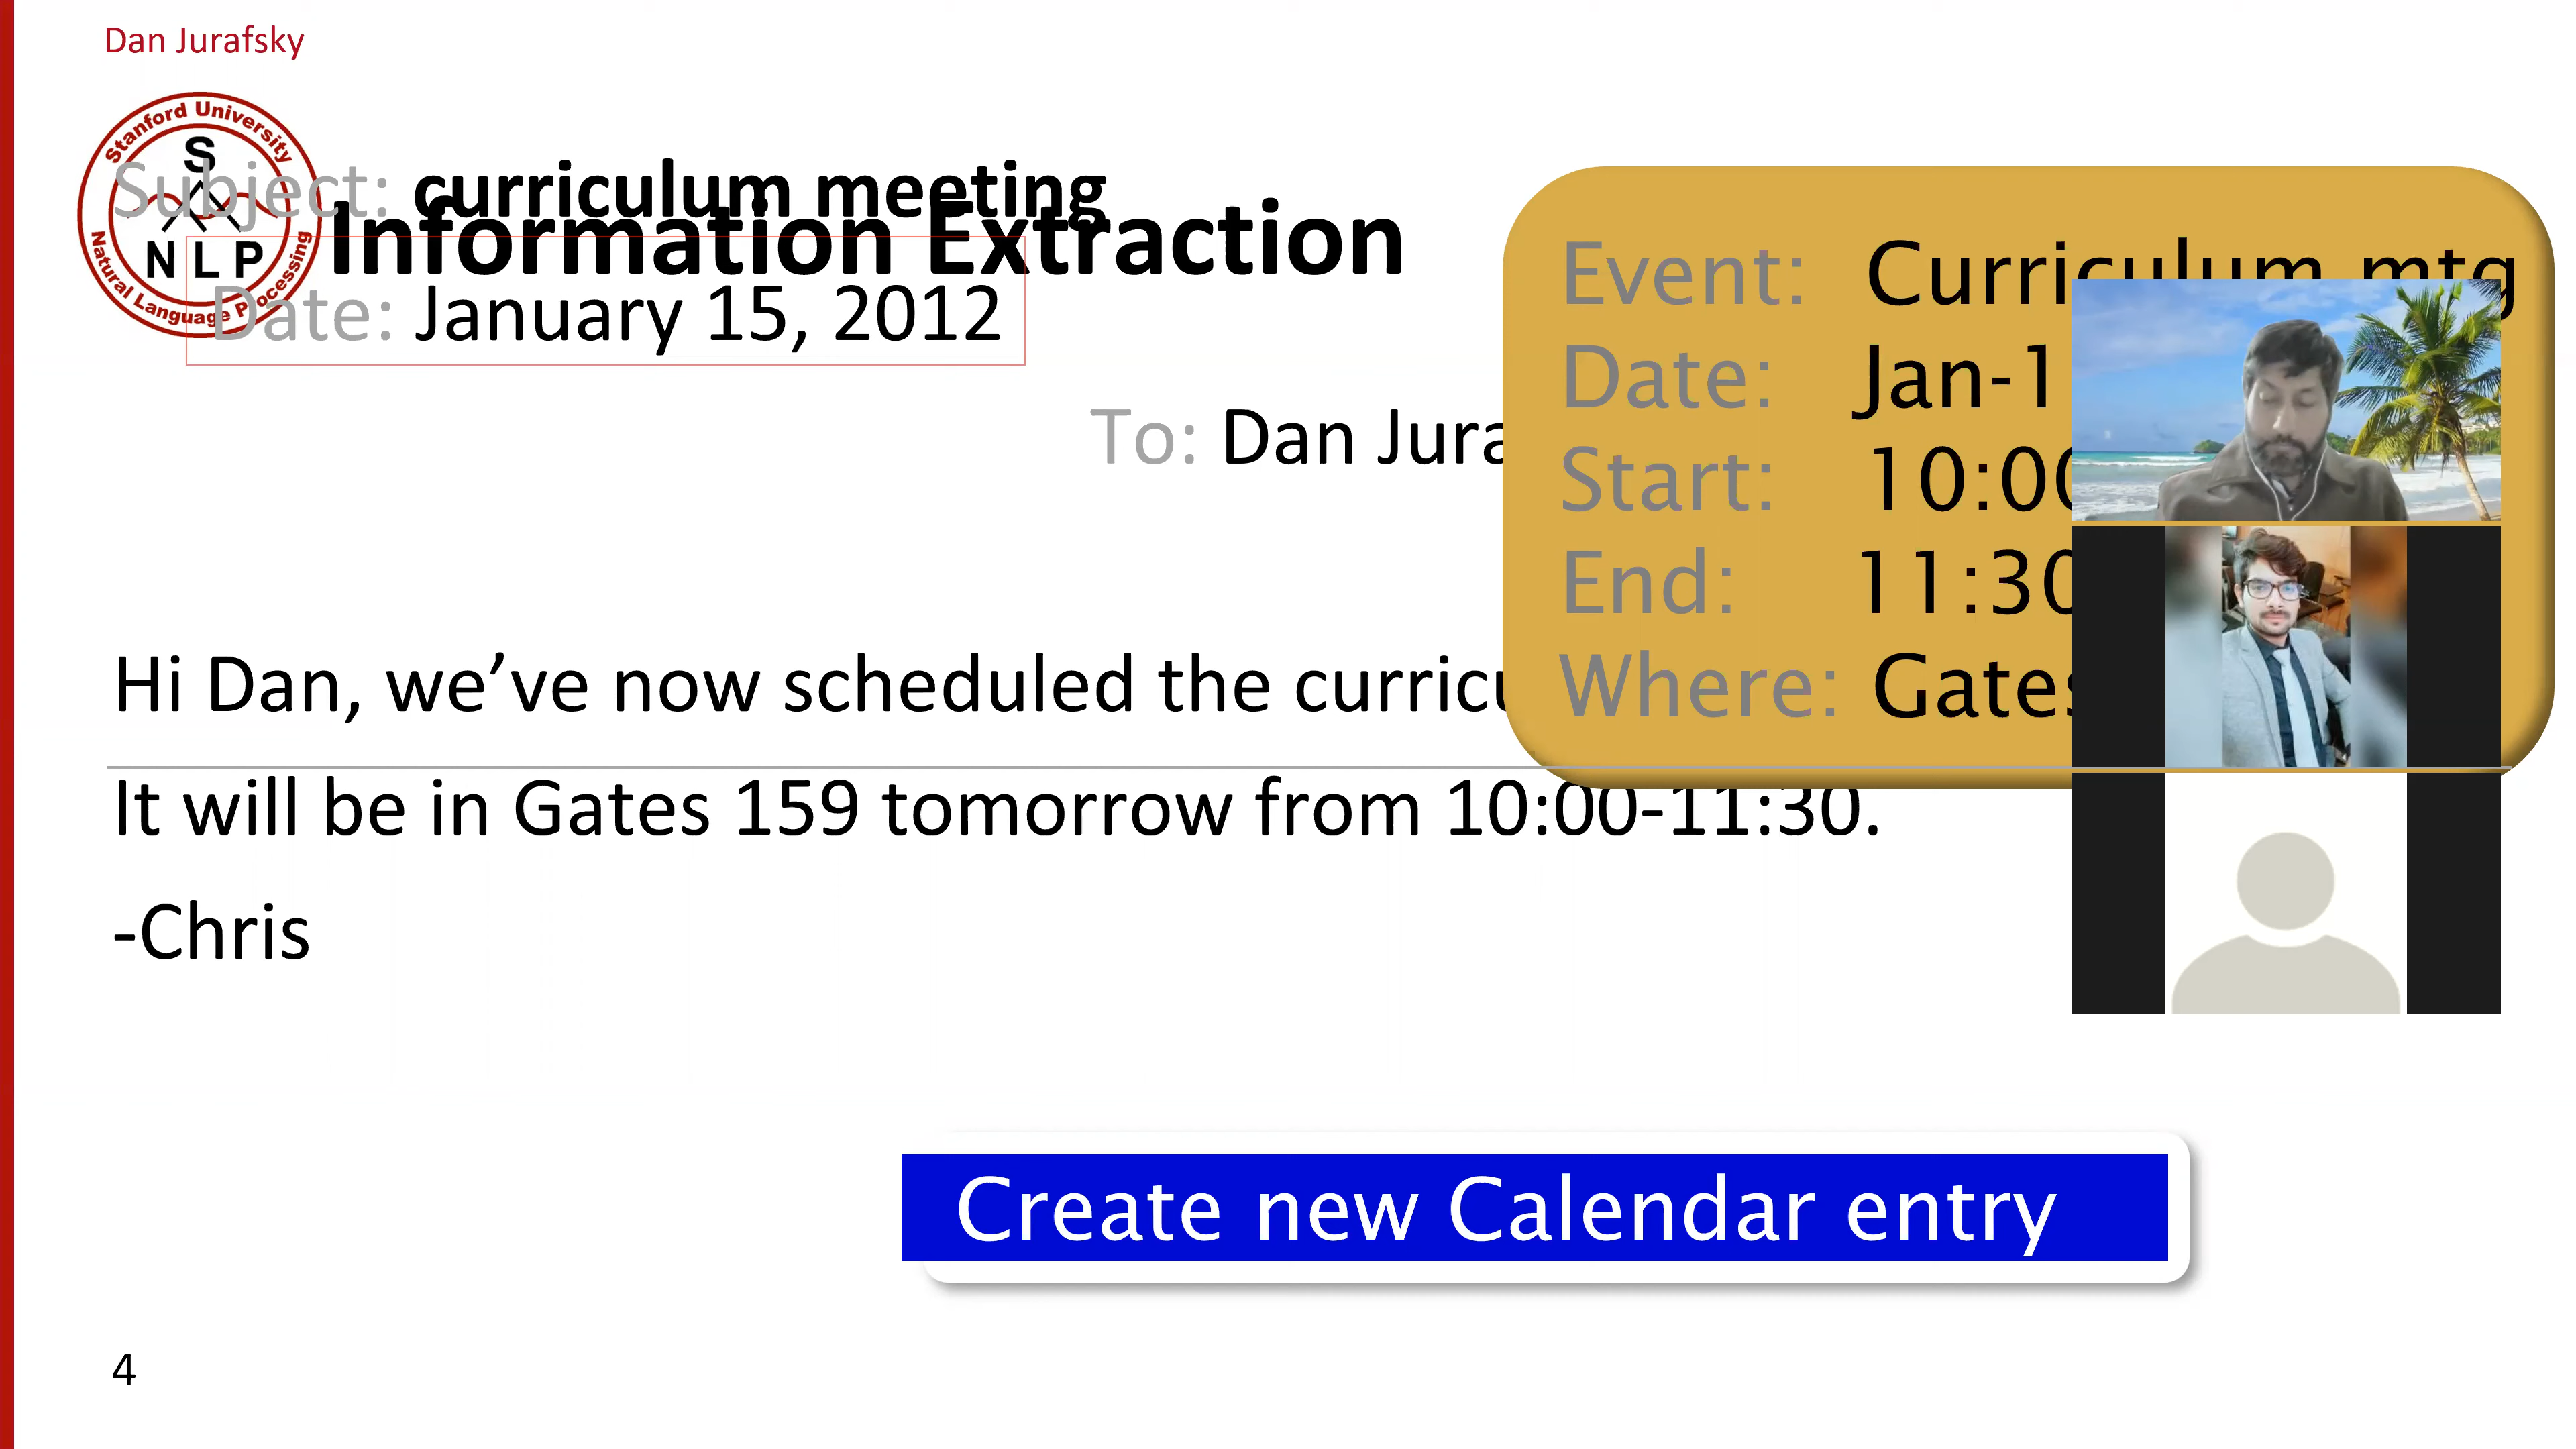 Dan Jurafsky
Stanford University
S
N L P
Natural Language Processing
Subject: curriculum meeting
Information Extraction
Date: January 15, 2012
To: Dan Jura
Hi Dan, we’ve now scheduled the curricu
It will be in Gates 159 tomorrow from 10:00-11:30.
-Chris
Event: Curriculum mtg
Date: Jan-1
Start: 10:00
End: 11:30
Where: Gates
Create new Calendar entry
4